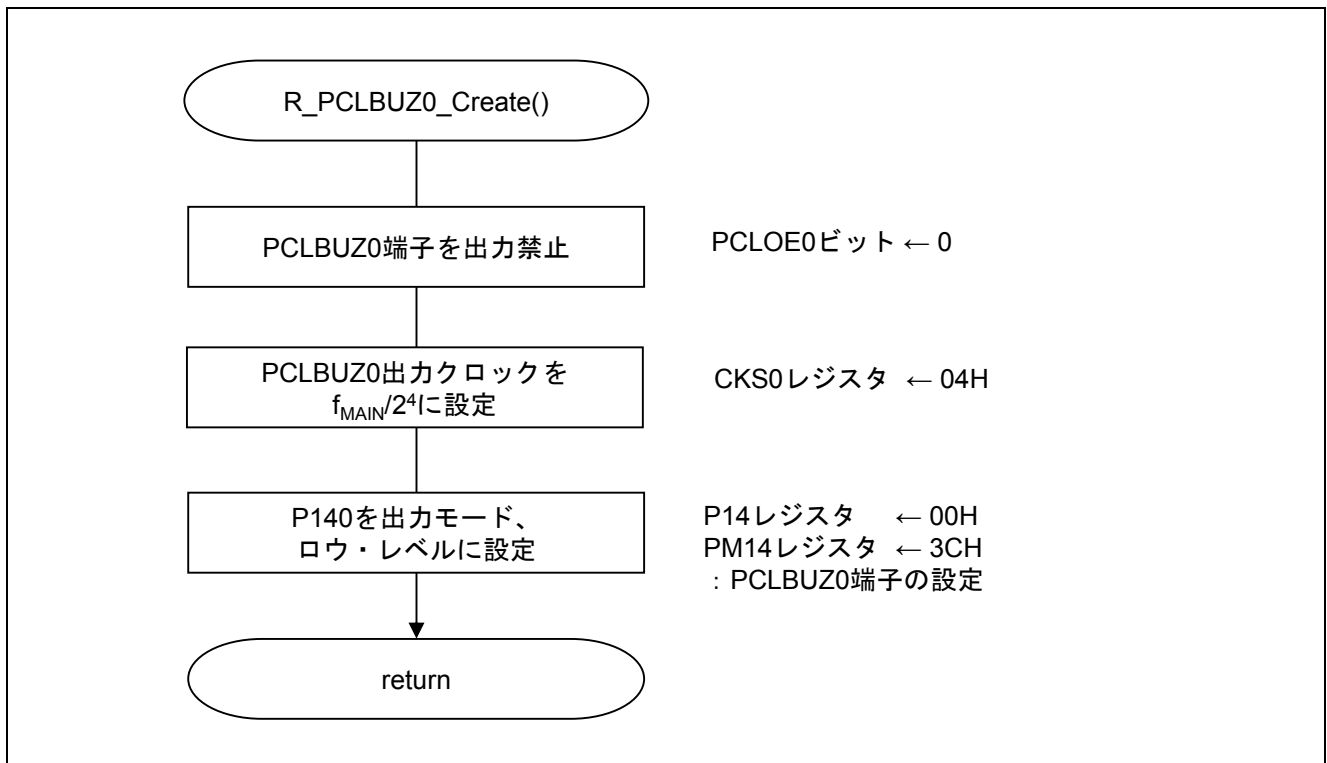 R_PCLBUZ0_Create()
PCLBUZ0端子を出力禁止
PCLOE0ビット ← 0
PCLBUZ0出力クロックを
fMAIN/2⁴に設定
CKS0レジスタ ← 04H
P140を出力モード、
ロウ・レベルに設定
P14レジスタ ← 00H
PM14レジスタ ← 3CH
：PCLBUZ0端子の設定
return